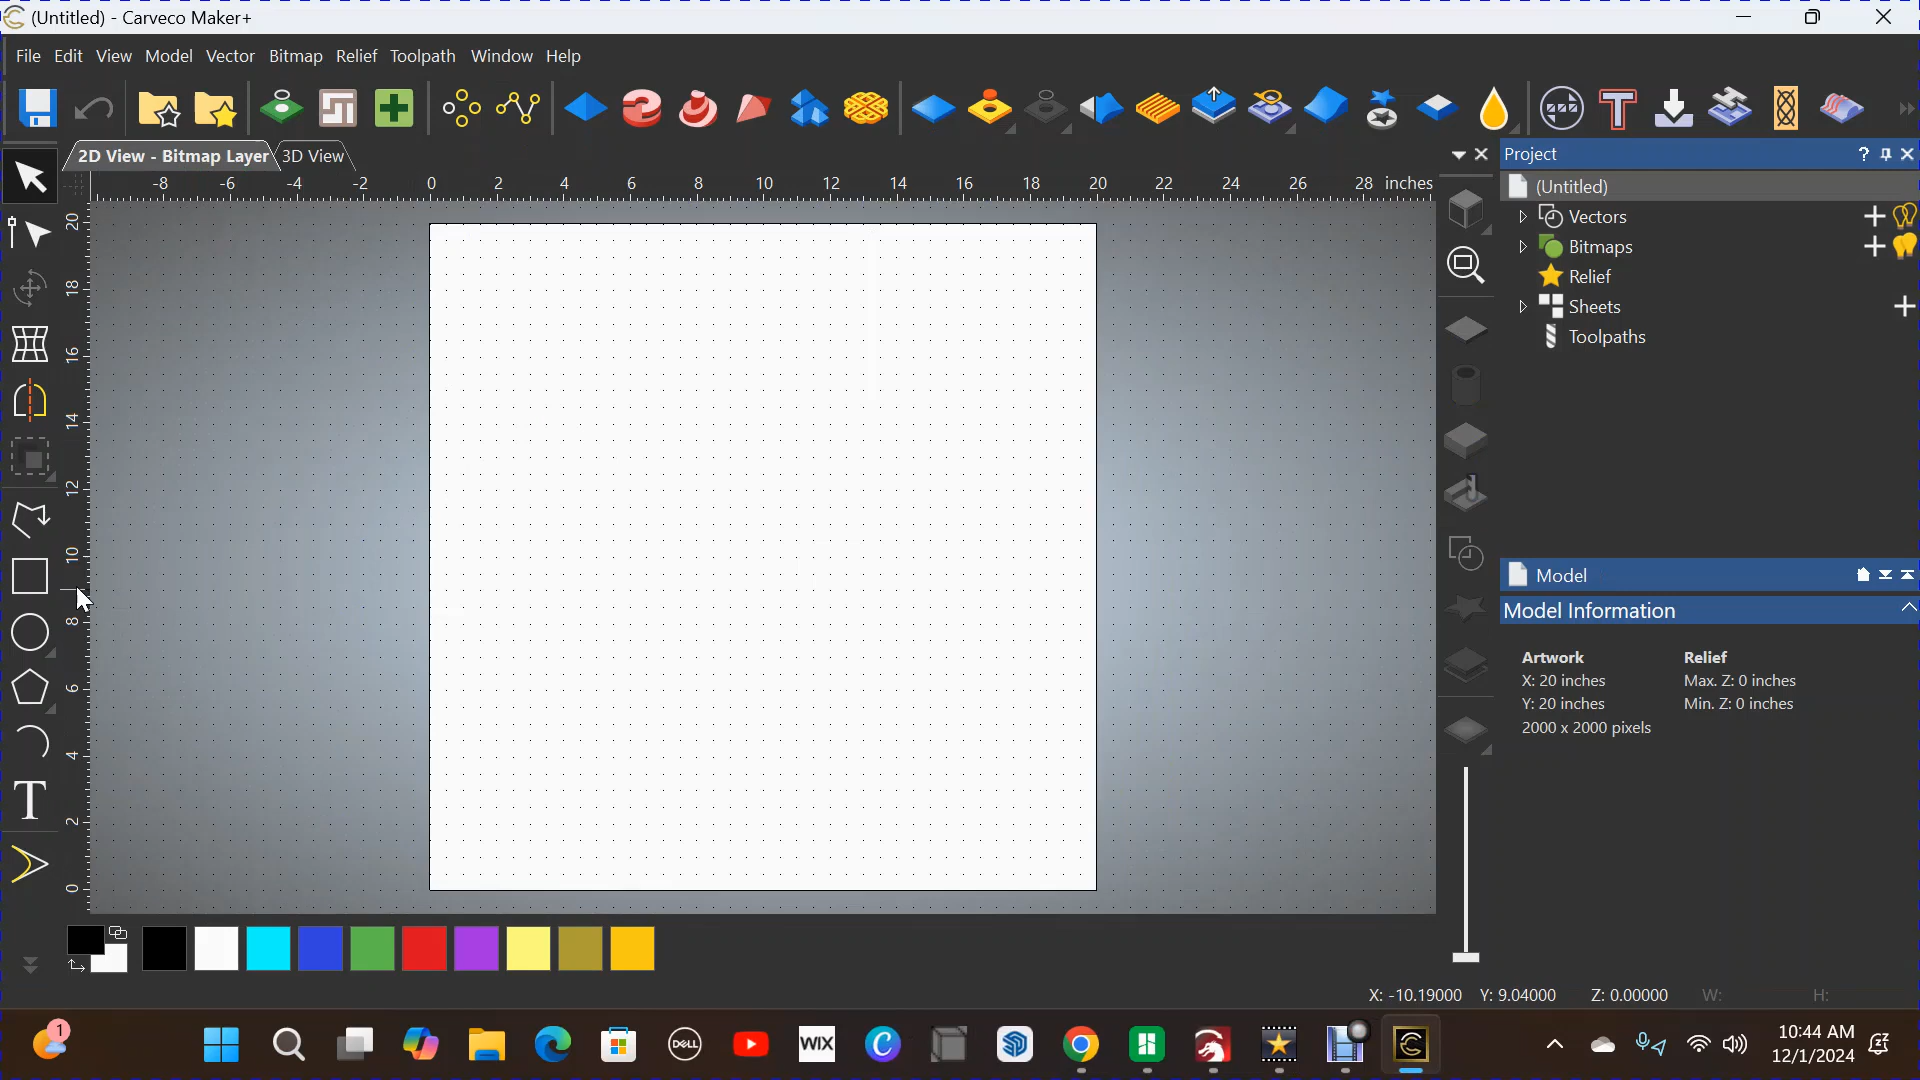 (Untitled) - Carveco Maker+
File Edit View Model Vector Bitmap Relief Toolpath Window Help
2D View - Bitmap Layer 3D View
-8 -6 -4 -2 0 2 4 6 8 10 12 14 16 18 20 22 24 26 28 inches
20
18
16
14
12
10
8
6
4
2
0
T
Project ?
(Untitled)
Vectors
Bitmaps
Relief
Sheets
Toolpaths
Model
Model Information
Artwork Relief
X: 20 inches Max. Z: 0 inches
Y: 20 inches Min. Z: 0 inches
2000 x 2000 pixels
X: -10.19000 Y: 9.04000 Z: 0.00000 W: H:
1
DELL
WIX
10:44 AM
12/1/2024